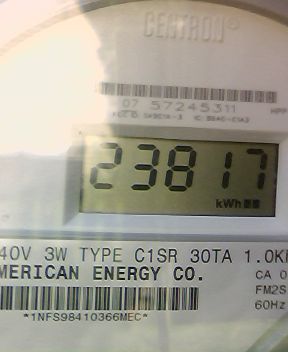 CENTRON®
07 57245311
23817
kWh
40V 3W TYPE C1SR 30TA 1.0K
MERICAN ENERGY CO.
CA 0
FM2S
60Hz
*1NFS98410366MEC*